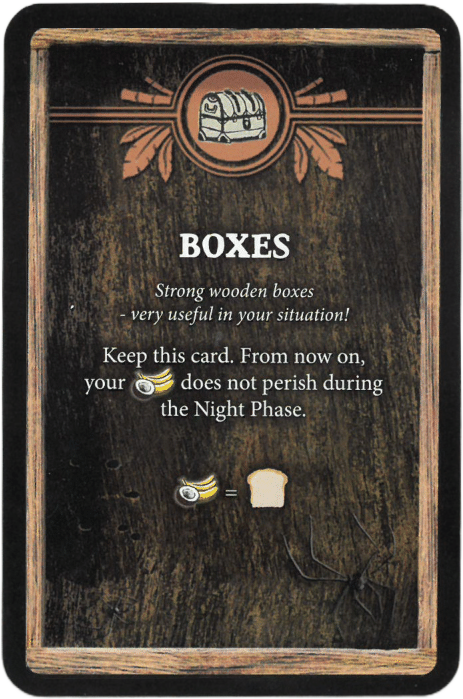 BOXES
Strong wooden boxes
- very useful in your situation!
Keep this card. From now on,
your does not perish during
the Night Phase.
=